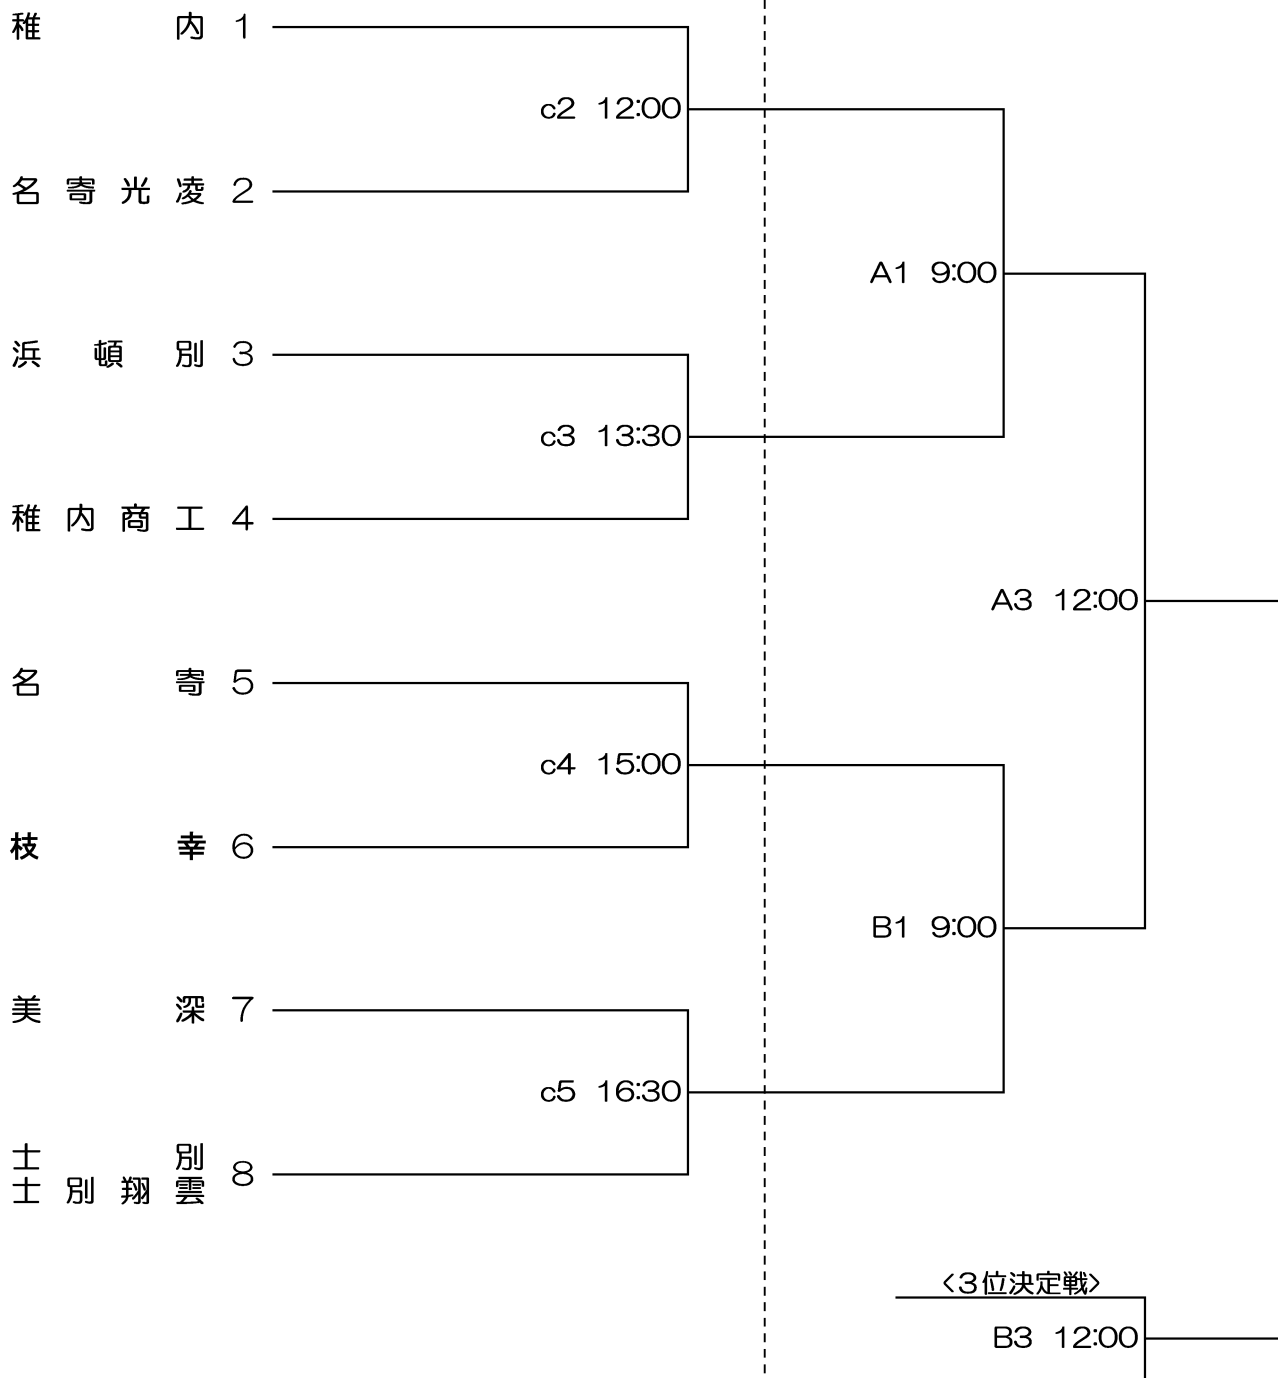 稚内 1
c2 12:00
名寄光凌 2
A1 9:00
浜頓別 3
c3 13:30
稚内商工 4
A3 12:00
名寄 5
c4 15:00
枝幸 6
B1 9:00
美深 7
c5 16:30
士別
士別翔雲 8
〈3位決定戦〉
B3 12:00